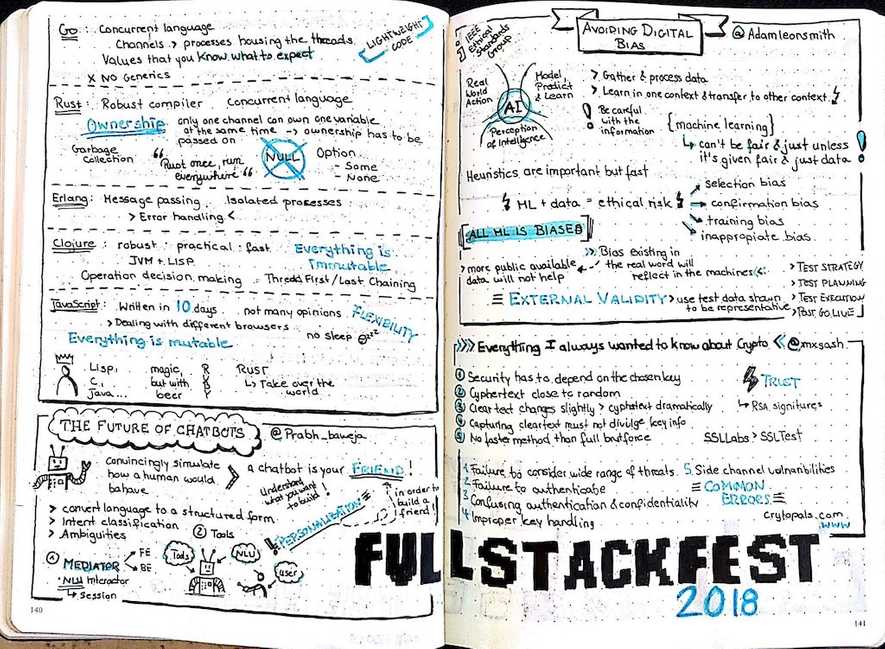 Go: Concurrent language
Channels > processes housing the threads
Values that you know what to expect
x No Generics
LIGHTWEIGHT
CODE
Rust: Robust compiler Concurrent language
Ownership only one channel can own one variable
at the same time -> ownership has to be
passed on
Garbage
Collection
"Rust once, run
everywhere"
NULL
Option
- Some
- None
Erlang: Message passing.. Isolated processes
> Error handling <
Clojure: robust : practical : fast
JVM + LISP
Everything is
Immutable
Operation decision making : Thread First/Last Chaining
JavaScript: Written in 10 days.. not many opinions
FLEXIBILITY
> Dealing with different browsers..
no sleep zzz
Everything is mutable
Lisp,
C,
java...
magic,
but with
beer
R
U
B
Y
RUST
↳ Take over the
world
THE FUTURE OF CHATBOTS
@Prabh_baweja
Convincingly simulate
how a human would
behave
> a chatbot is your FRIEND!
Understand
what you want
to build!
PERSONALISATION
in order to
build a
friend!
> convert language to a structured form
> Intent classification
> Ambiguities
① MEDIATOR
FE
BE
NLU Interactor
↳ Session
② Tools
Tools
NLU
user
140
IEEE
Ethical
Standards
Group
AVOIDING DIGITAL
BIAS
@Adamleonsmith
Real
World
Action
Model,
Predict
& Learn
AI
Perception
of Intelligence
> Gather & process data
> Learn in one context & transfer to other context
! Be careful
with the
information
{machine learning}
↳ can't be fair & just unless
it's given fair & just data !
Heuristics are important but fast
ML + data = ethical risk
selection bias
confirmation bias
training bias
inappropiate bias
[ALL ML IS BIASED]
>> Bias existing in
the real word will
reflect in the machines
> more public available
data will not help
≡ EXTERNAL VALIDITY > use test data shown
to be representative
> TEST STRATEGY
> TEST PLANNING
> TEST EXECUTION
> POST GO LIVE
>>> Everything I always wanted to know about Crypto << @mxsash
① Security has to depend on the chosen key
② Cyphertext close to random
③ Clear text changes slightly > cyphertext dramatically
④ Capturing cleartext must not divulge key info
⑤ No faster method than full bruteforce
TRUST
↳ RSA signitures
SSLLabs > SSLTest
1. Failure to consider wide range of threats
2. Failure to authenticate
3. Confusing authentication & confidentiality
4. Improper key handling
5. Side channel vulnaribilities
≡ COMMON
ERRORS ≡
cryptopals.com
www
FULLSTACKFEST
2018
141